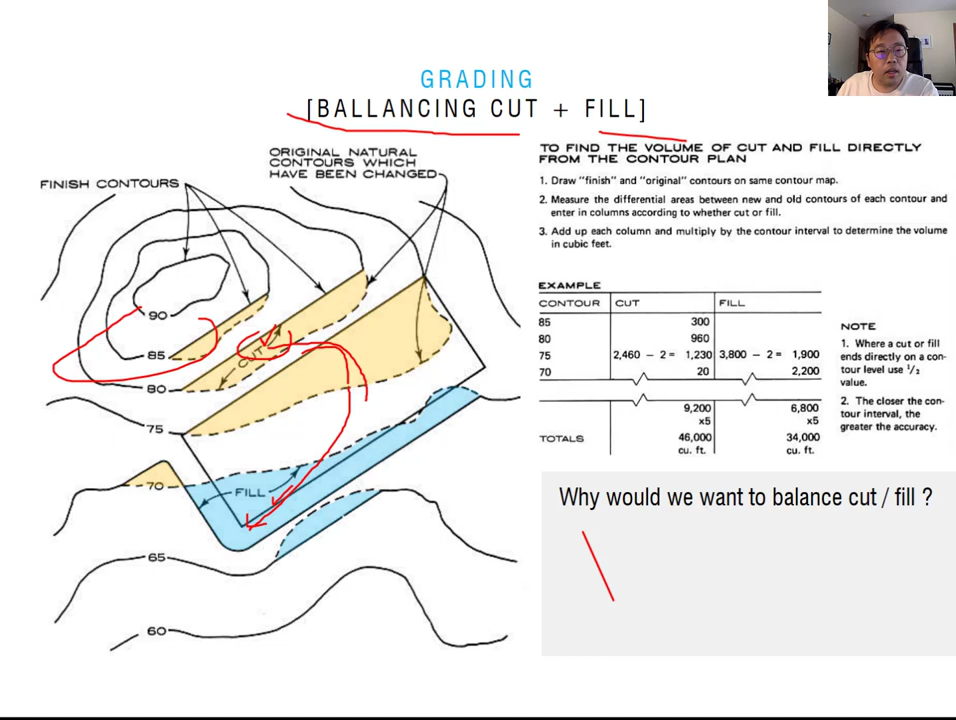 GRADING
[BALLANCING CUT + FILL]
ORIGINAL NATURAL
CONTOURS WHICH
HAVE BEEN CHANGED
FINISH CONTOURS
90
85
CUT
80
75
70
FILL
65
60
TO FIND THE VOLUME OF CUT AND FILL DIRECTLY
FROM THE CONTOUR PLAN
1. Draw "finish" and "original" contours on same contour map.
2. Measure the differential areas between new and old contours of each contour and
enter in columns according to whether cut or fill.
3. Add up each column and multiply by the contour interval to determine the volume
in cubic feet.
EXAMPLE
CONTOUR CUT FILL
85 300
80 960
75 2,460 – 2 = 1,230 3,800 – 2 = 1,900
70 20 2,200
9,200 6,800
x5 x5
TOTALS 46,000 34,000
cu. ft. cu. ft.
NOTE
1. Where a cut or fill
ends directly on a con-
tour level use 1/2
value.
2. The closer the con-
tour interval, the
greater the accuracy.
Why would we want to balance cut / fill ?